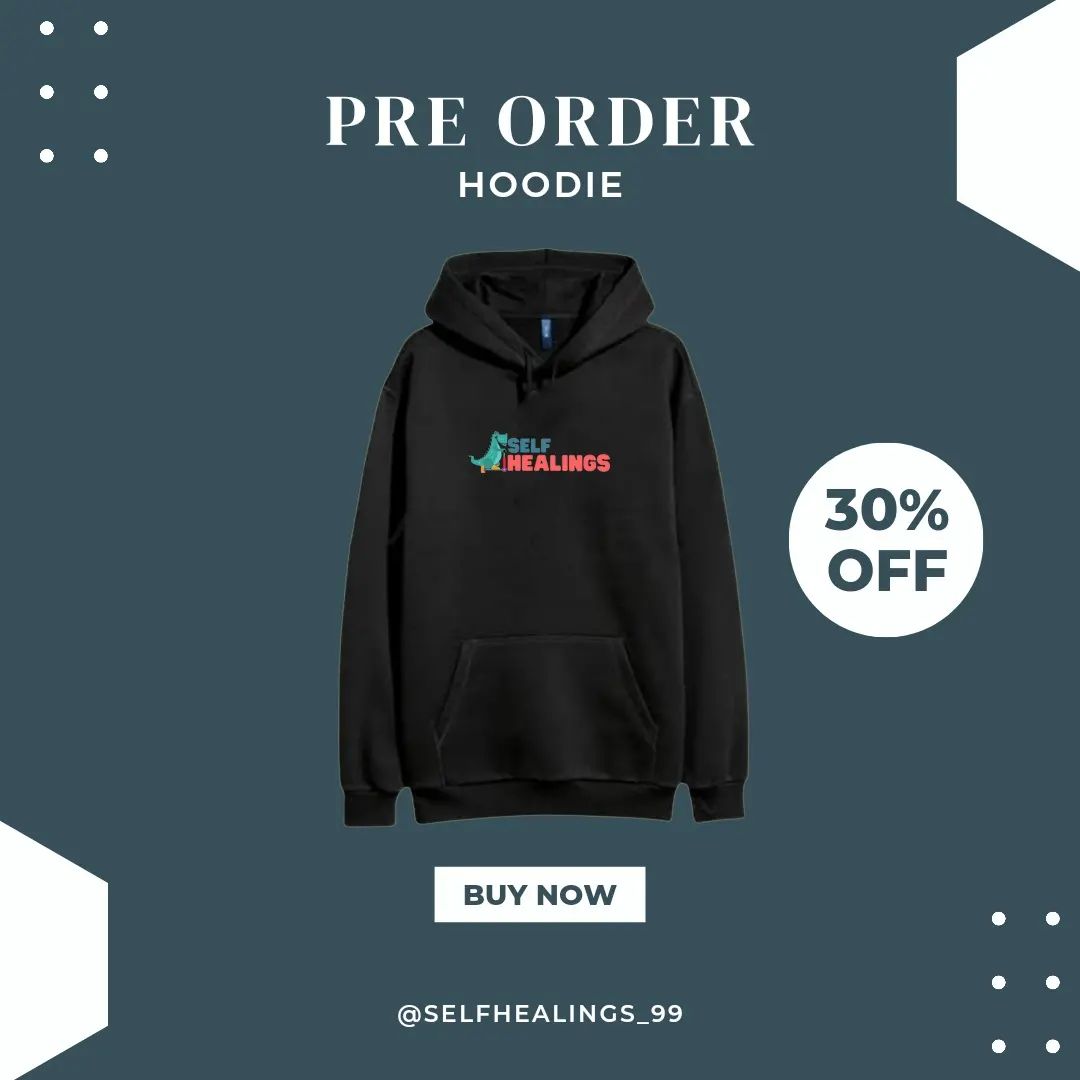 PRE ORDER
HOODIE
SELF
HEALINGS
30%
OFF
BUY NOW
@SELFHEALINGS_99